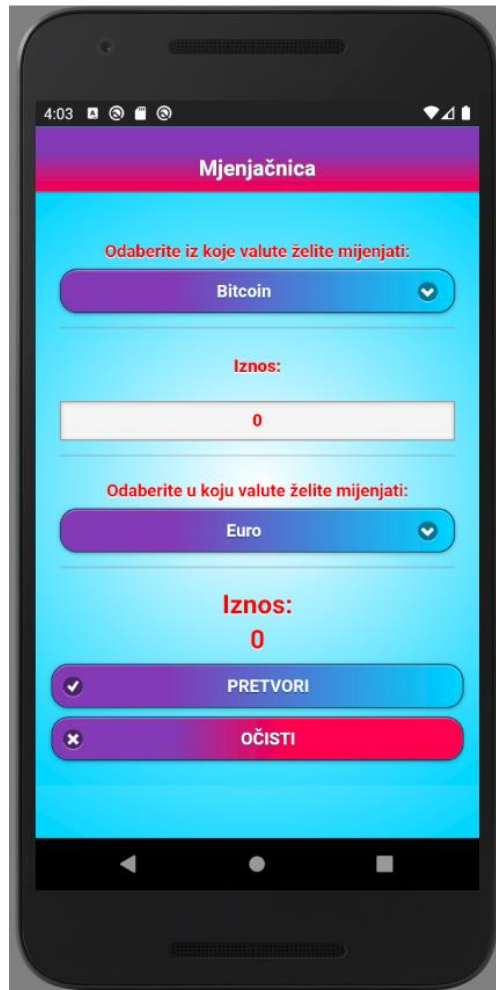 4:03
Mjenjačnica
Odaberite iz koje valute želite mijenjati:
Bitcoin
Iznos:
0
Odaberite u koju valute želite mijenjati:
Euro
Iznos:
0
PRETVORI
OČISTI